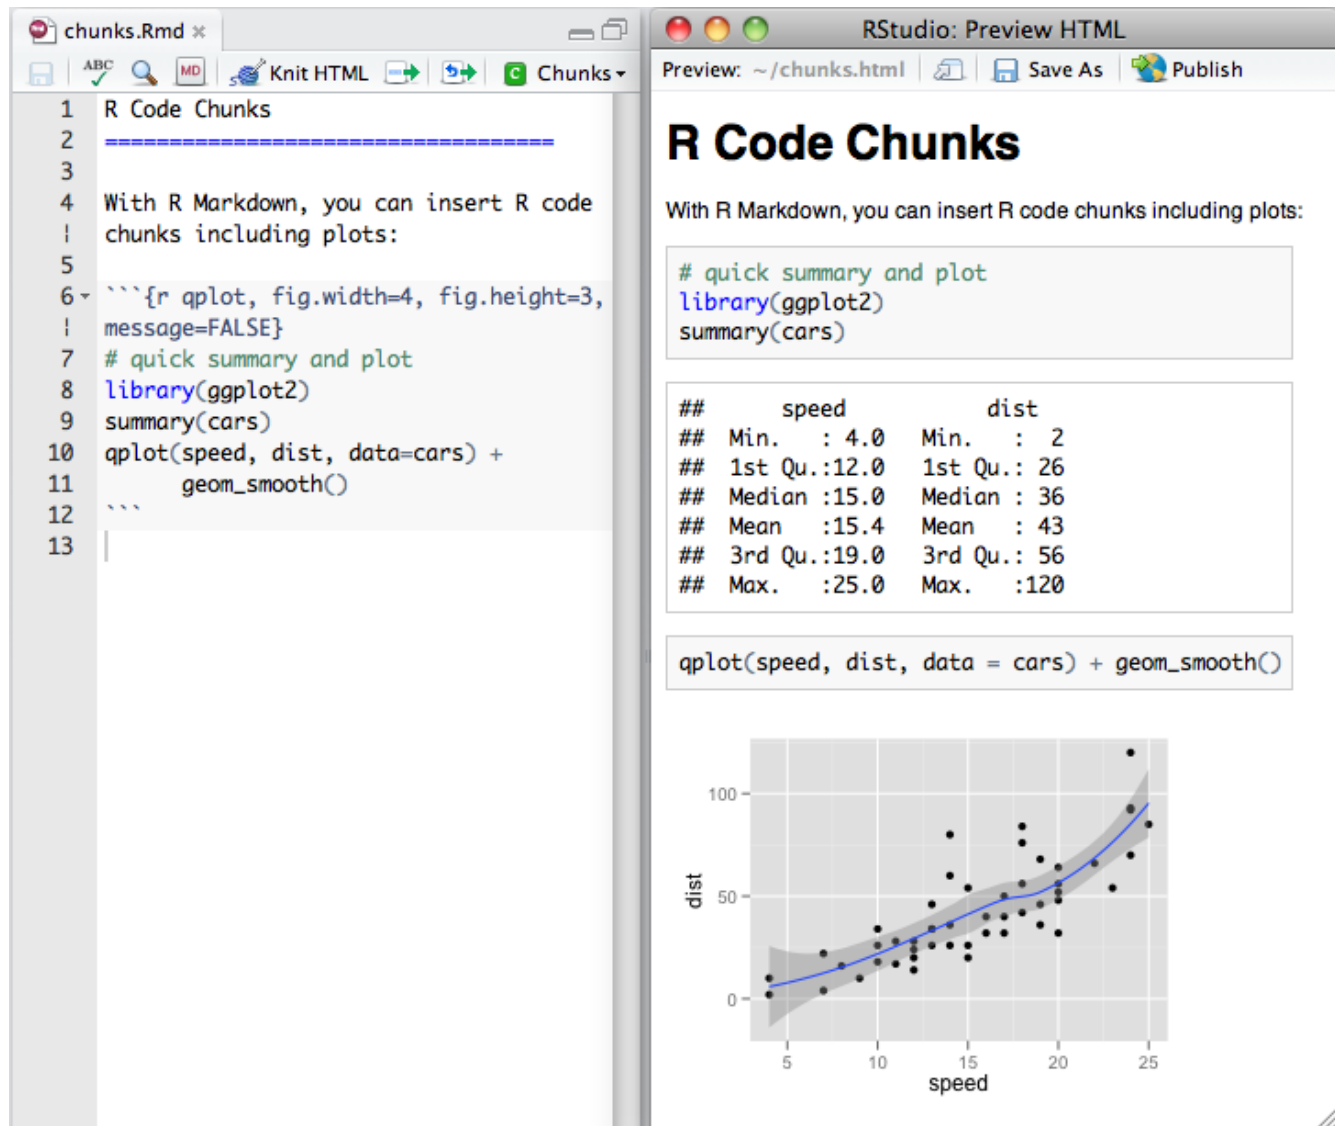 chunks.Rmd
ABC MD Knit HTML C Chunks
1 R Code Chunks
2 ===================================
3
4 With R Markdown, you can insert R code
chunks including plots:
5
6 ```{r qplot, fig.width=4, fig.height=3,
message=FALSE}
7 # quick summary and plot
8 library(ggplot2)
9 summary(cars)
10 qplot(speed, dist, data=cars) +
11       geom_smooth()
12 ```
13
RStudio: Preview HTML
Preview: ~/chunks.html Save As Publish
R Code Chunks
With R Markdown, you can insert R code chunks including plots:
# quick summary and plot
library(ggplot2)
summary(cars)
##      speed           dist
##  Min.   : 4.0   Min.   :  2
##  1st Qu.:12.0   1st Qu.: 26
##  Median :15.0   Median : 36
##  Mean   :15.4   Mean   : 43
##  3rd Qu.:19.0   3rd Qu.: 56
##  Max.   :25.0   Max.   :120
qplot(speed, dist, data = cars) + geom_smooth()
100
50
0
dist
5 10 15 20 25
speed